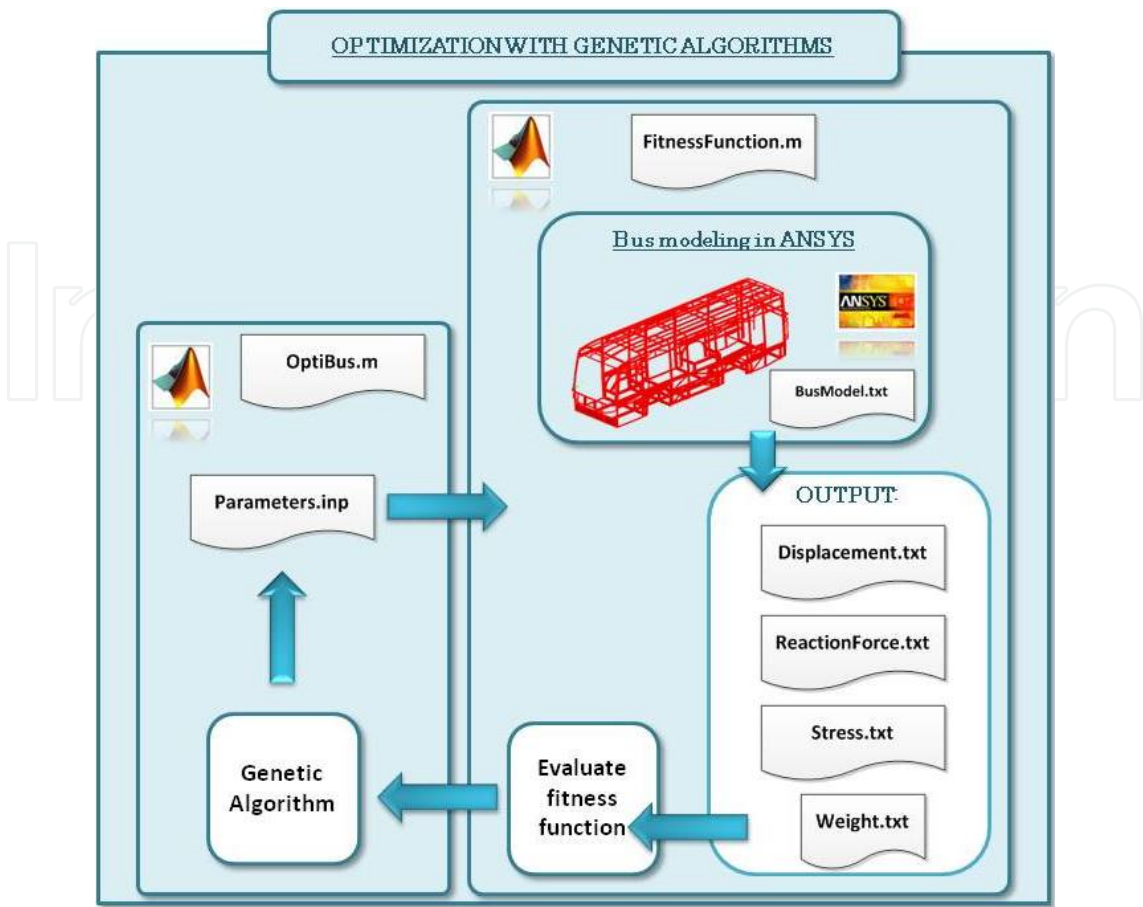 OPTIMIZATION WITH GENETIC ALGORITHMS
FitnessFunction.m
Bus modeling in ANSYS
ANSYS
BusModel.txt
OptiBus.m
Parameters.inp
OUTPUT:
Displacement.txt
ReactionForce.txt
Stress.txt
Weight.txt
Evaluate
fitness
function
Genetic
Algorithm